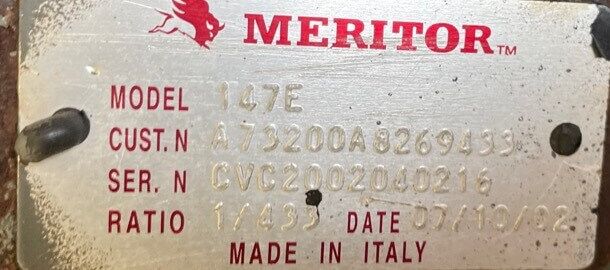 MERITOR™
MODEL 147E
CUST. N A73200A8269433
SER. N CVC2002040216
RATIO 1/433 DATE 07/10/02
MADE IN ITALY